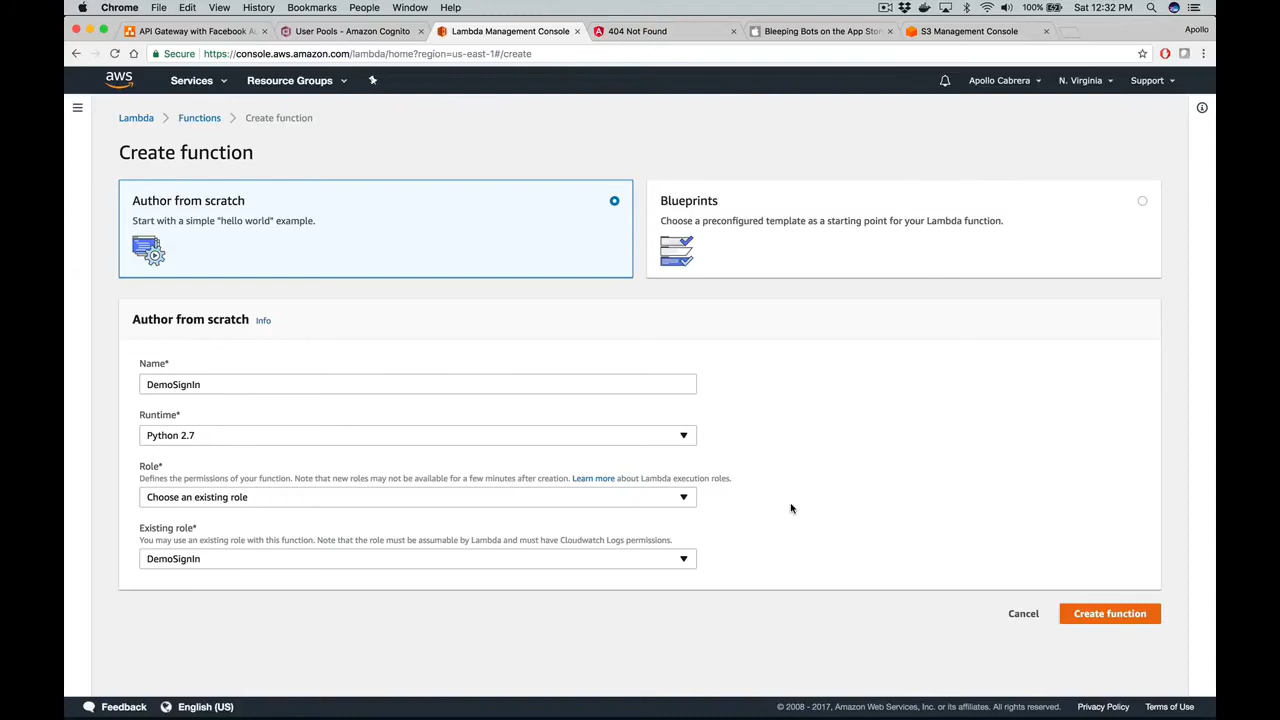 Chrome File Edit View History Bookmarks People Window Help 100% Sat 12:32 PM
API Gateway with Facebook Au User Pools - Amazon Cognito Lambda Management Console 404 Not Found Bleeping Bots on the App Stor S3 Management Console Apollo
Secure https://console.aws.amazon.com/lambda/home?region=us-east-1#/create
aws Services Resource Groups Apollo Cabrera N. Virginia Support
Lambda Functions Create function
Create function
Author from scratch Blueprints
Start with a simple "hello world" example. Choose a preconfigured template as a starting point for your Lambda function.
Author from scratch Info
Name*
DemoSignIn
Runtime*
Python 2.7
Role*
Defines the permissions of your function. Note that new roles may not be available for a few minutes after creation. Learn more about Lambda execution roles.
Choose an existing role
Existing role*
You may use an existing role with this function. Note that the role must be assumable by Lambda and must have Cloudwatch Logs permissions.
DemoSignIn
Cancel Create function
Feedback English (US) © 2008 - 2017, Amazon Web Services, Inc. or its affiliates. All rights reserved. Privacy Policy Terms of Use